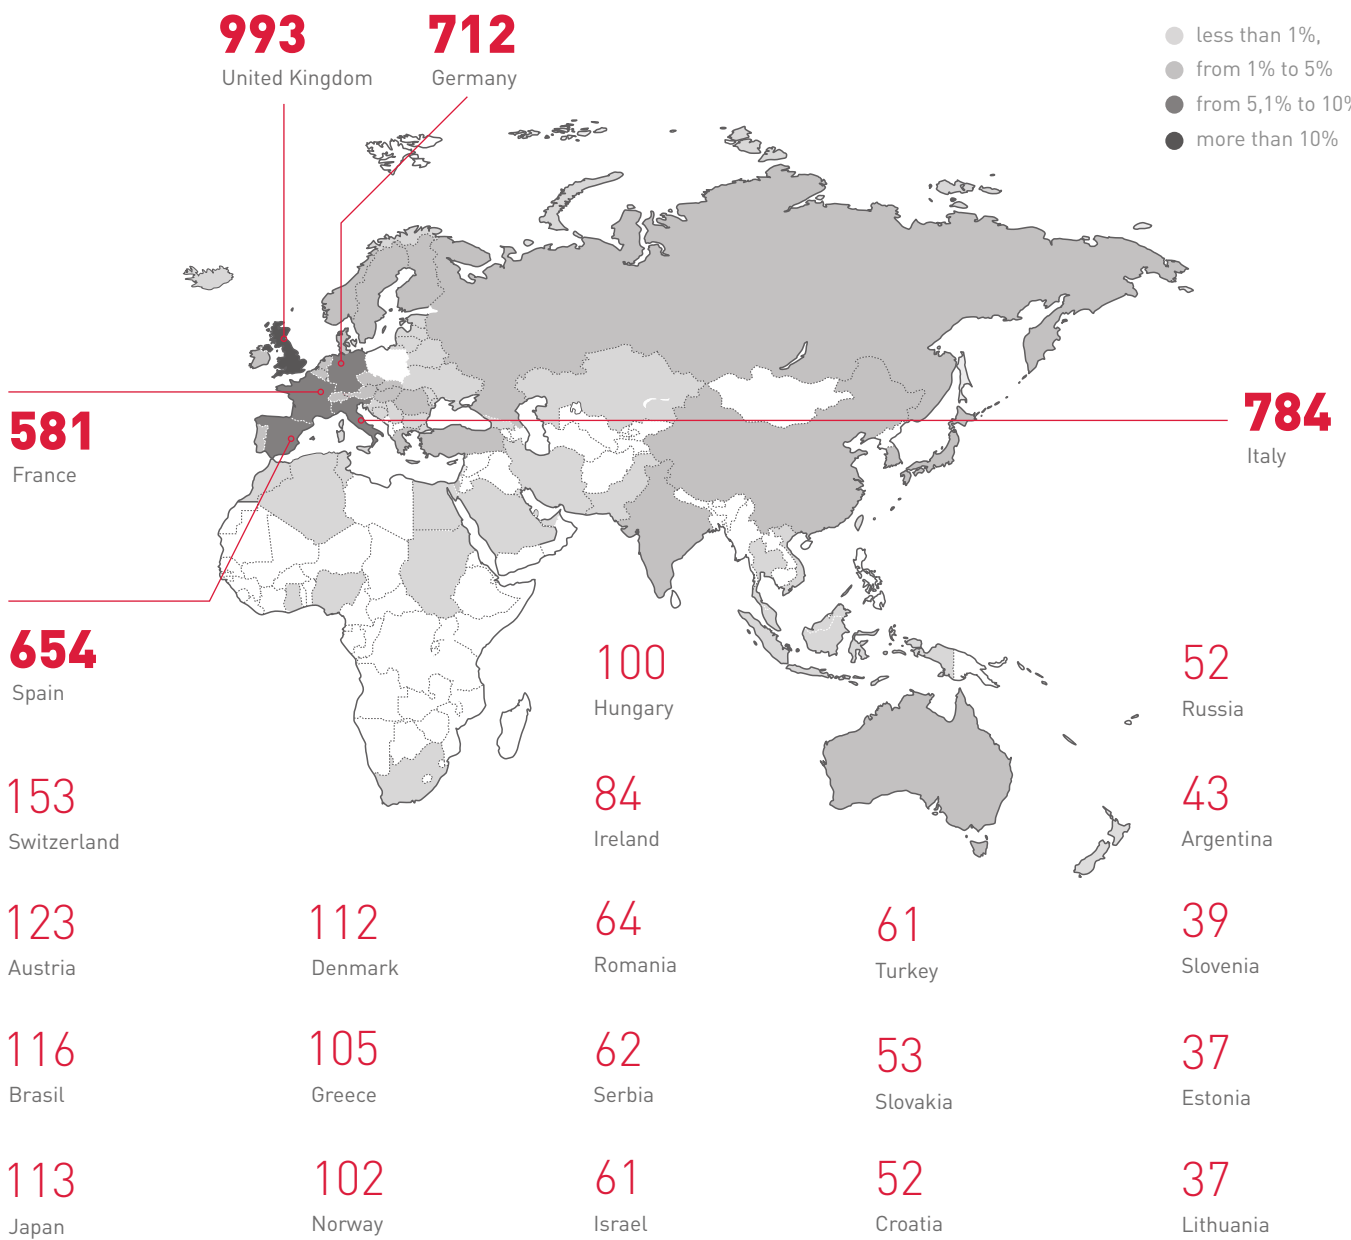 993
United Kingdom
712
Germany
less than 1%,
from 1% to 5%
from 5,1% to 10%
more than 10%
581
France
784
Italy
654
Spain
100
Hungary
52
Russia
153
Switzerland
84
Ireland
43
Argentina
123
Austria
112
Denmark
64
Romania
61
Turkey
39
Slovenia
116
Brasil
105
Greece
62
Serbia
53
Slovakia
37
Estonia
113
Japan
102
Norway
61
Israel
52
Croatia
37
Lithuania